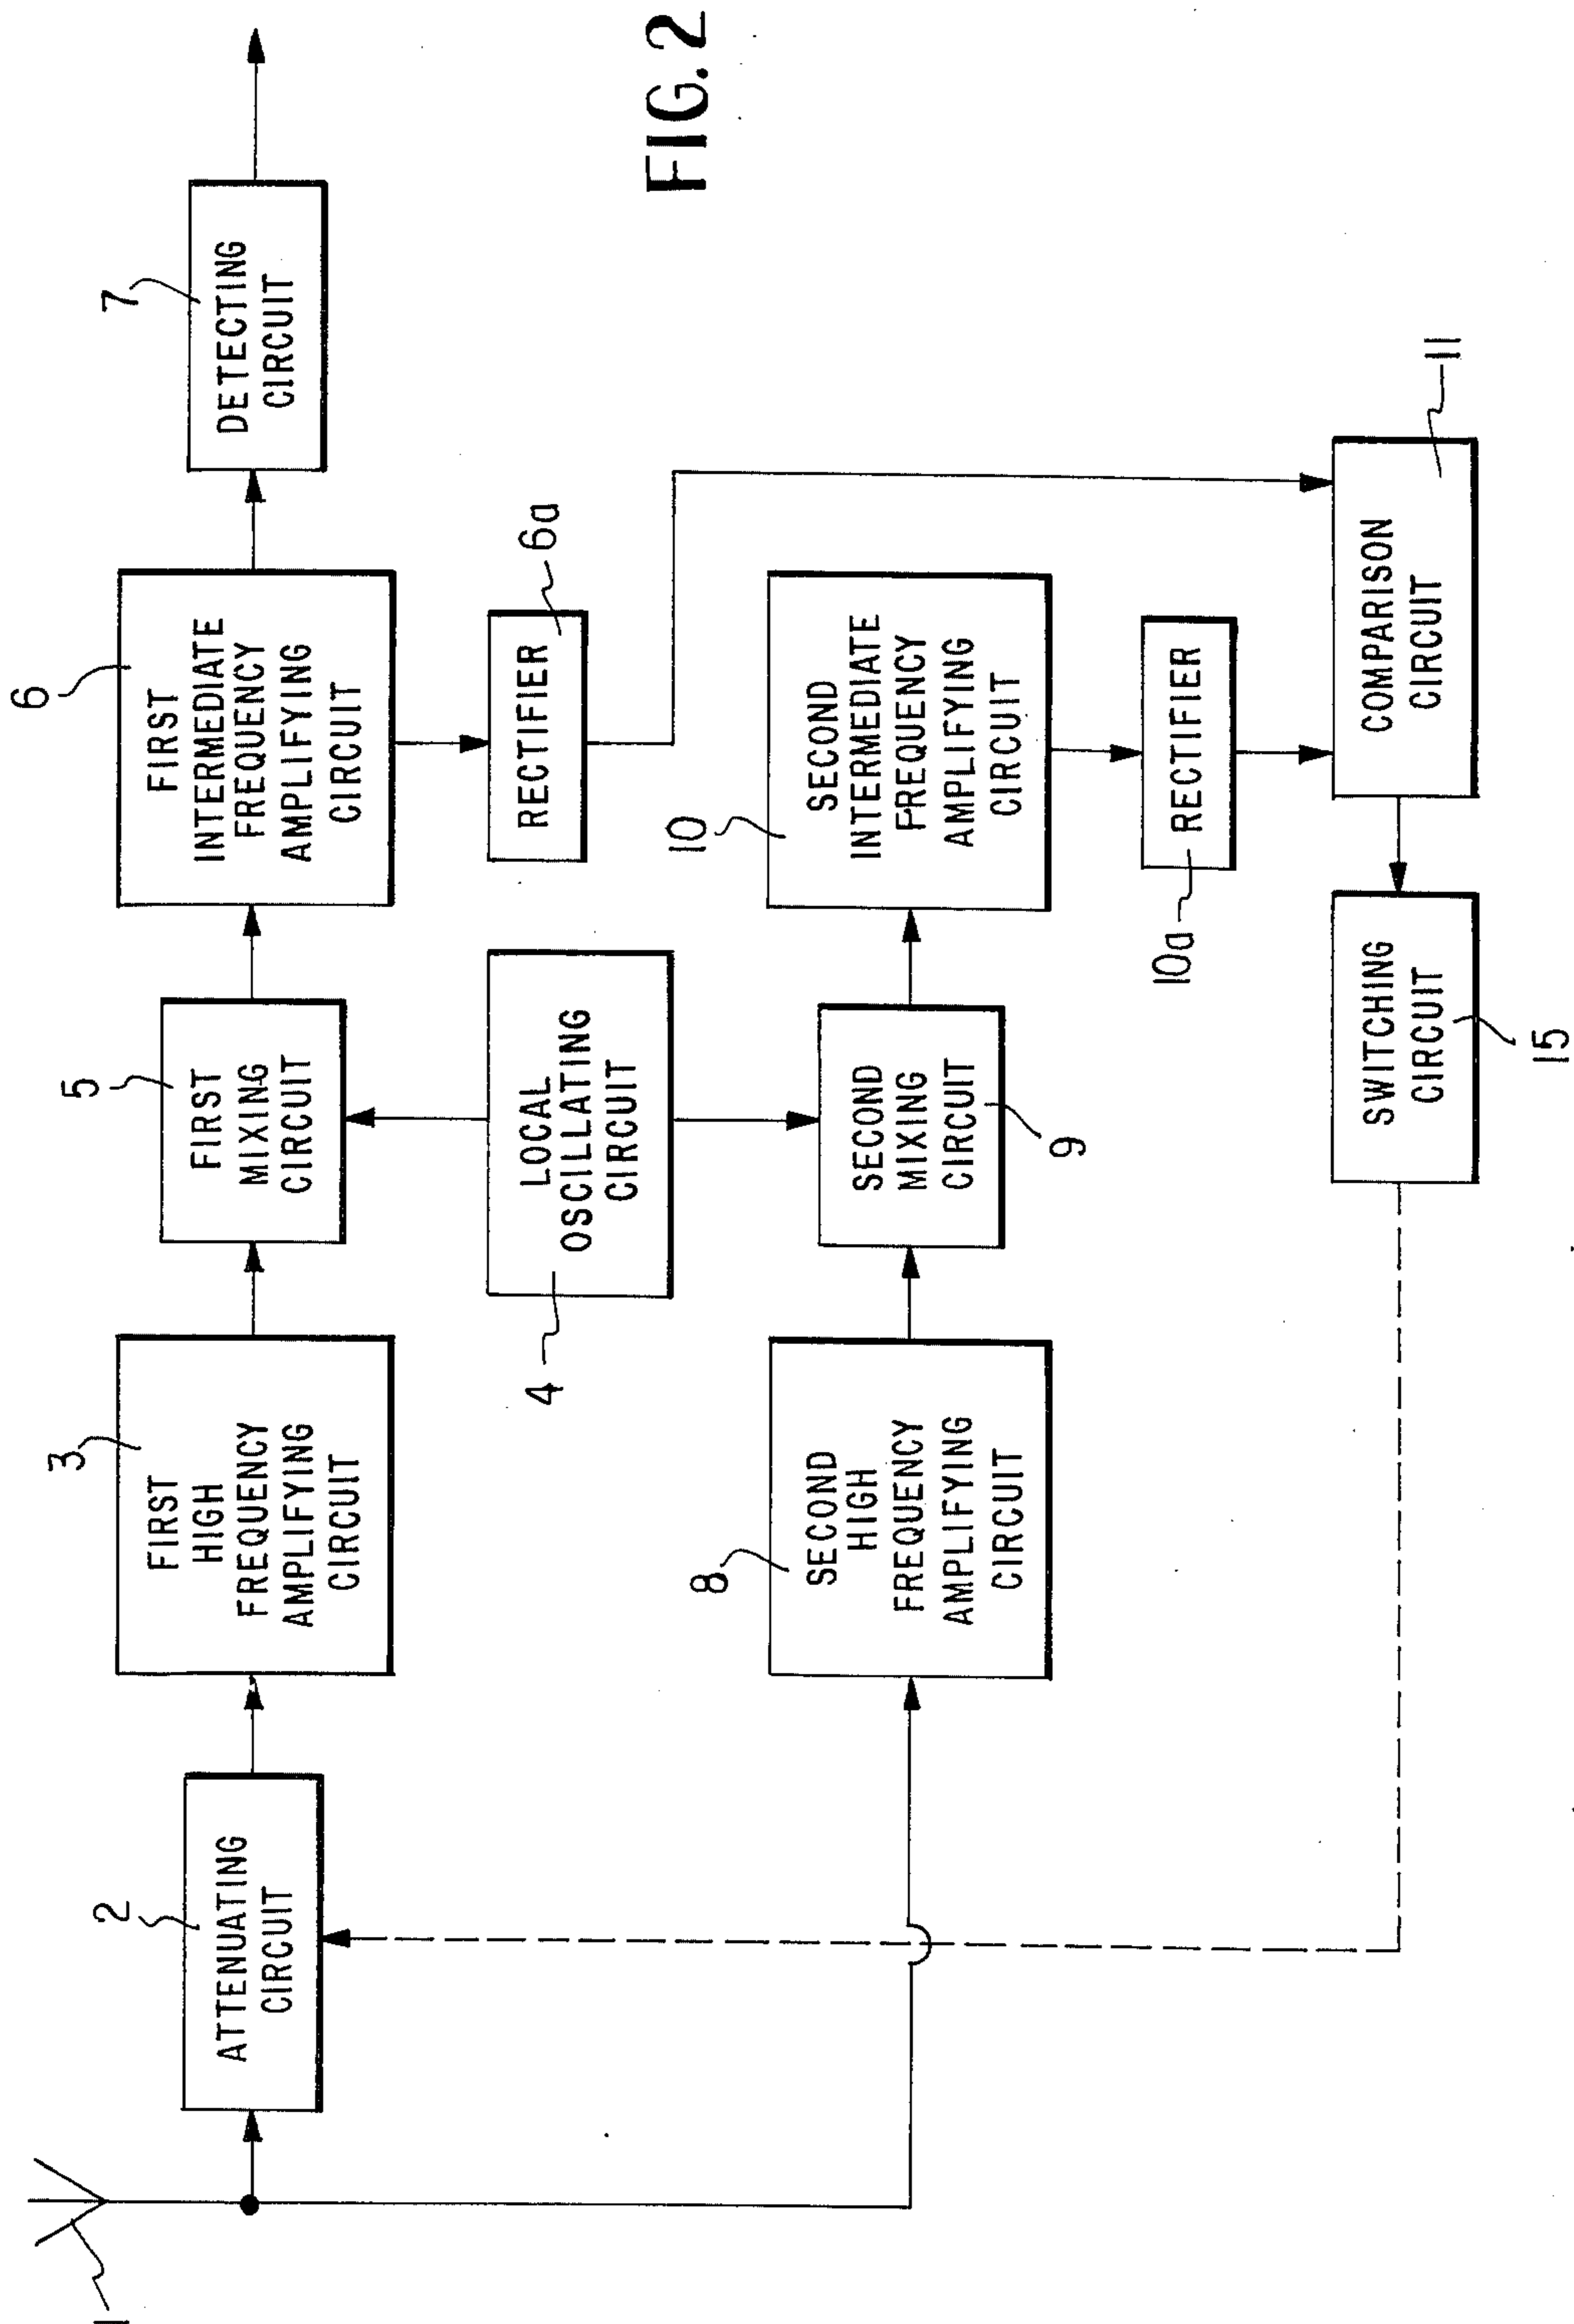 1
2
ATTENUATING
CIRCUIT
3
FIRST
HIGH
FREQUENCY
AMPLIFYING
CIRCUIT
5
FIRST
MIXING
CIRCUIT
6
FIRST
INTERMEDIATE
FREQUENCY
AMPLIFYING
CIRCUIT
7
DETECTING
CIRCUIT
4
LOCAL
OSCILLATING
CIRCUIT
RECTIFIER
6a
FIG. 2
8
SECOND
HIGH
FREQUENCY
AMPLIFYING
CIRCUIT
SECOND
MIXING
CIRCUIT
9
10
SECOND
INTERMEDIATE
FREQUENCY
AMPLIFYING
CIRCUIT
10a
RECTIFIER
SWITCHING
CIRCUIT
15
COMPARISON
CIRCUIT
11